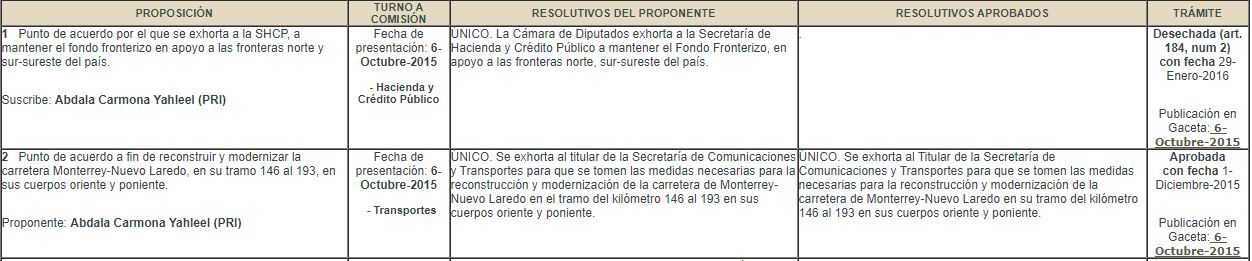 PROPOSICIÓN
TURNO A
COMISIÓN
RESOLUTIVOS DEL PROPONENTE
RESOLUTIVOS APROBADOS
TRÁMITE
1 Punto de acuerdo por el que se exhorta a la SHCP, a
mantener el fondo fronterizo en apoyo a las fronteras norte y
sur-sureste del país.
Suscribe: Abdala Carmona Yahleel (PRI)
Fecha de
presentación: 6-
Octubre-2015
- Hacienda y
Crédito Público
ÚNICO. La Cámara de Diputados exhorta a la Secretaría de
Hacienda y Crédito Público a mantener el Fondo Fronterizo, en
apoyo a las fronteras norte, sur-sureste del país.
.
Desechada (art.
184, num 2)
con fecha 29-
Enero-2016
Publicación en
Gaceta: 6-
Octubre-2015
2 Punto de acuerdo a fin de reconstruir y modernizar la
carretera Monterrey-Nuevo Laredo, en su tramo 146 al 193, en
sus cuerpos oriente y poniente.
Proponente: Abdala Carmona Yahleel (PRI)
Fecha de
presentación: 6-
Octubre-2015
- Transportes
ÚNICO. Se exhorta al titular de la Secretaría de Comunicaciones
y Transportes para que se tomen las medidas necesarias para la
reconstrucción y modernización de la carretera de Monterrey-
Nuevo Laredo en el tramo del kilómetro 146 al 193 en sus
cuerpos oriente y poniente.
ÚNICO. Se exhorta al Titular de la Secretaría de
Comunicaciones y Transportes para que se tomen las medidas
necesarias para la reconstrucción y modernización de la
carretera de Monterrey-Nuevo Laredo en su tramo del kilómetro
146 al 193 en sus cuerpos oriente y poniente.
Aprobada
con fecha 1-
Diciembre-2015
Publicación en
Gaceta: 6-
Octubre-2015